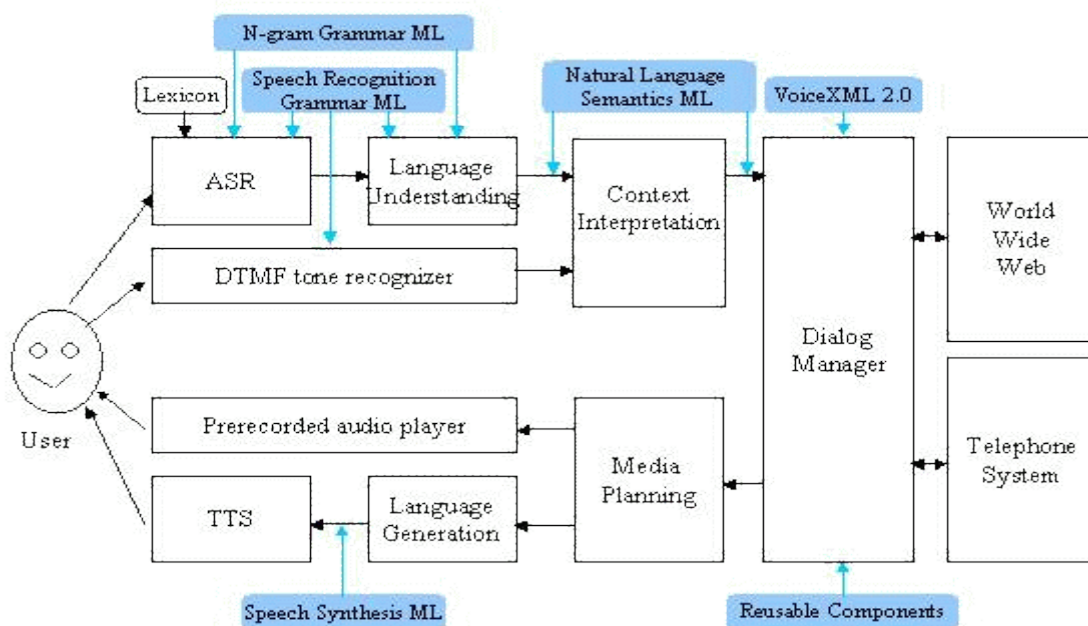 N-gram Grammar ML
Speech Recognition
Grammar ML
Natural Language
Semantics ML
VoiceXML 2.0
Lexicon
ASR
Language
Understanding
Context
Interpretation
World
Wide
Web
DTMF tone recognizer
Dialog
Manager
User
Prerecorded audio player
Media
Planning
Telephone
System
TTS
Language
Generation
Speech Synthesis ML
Reusable Components